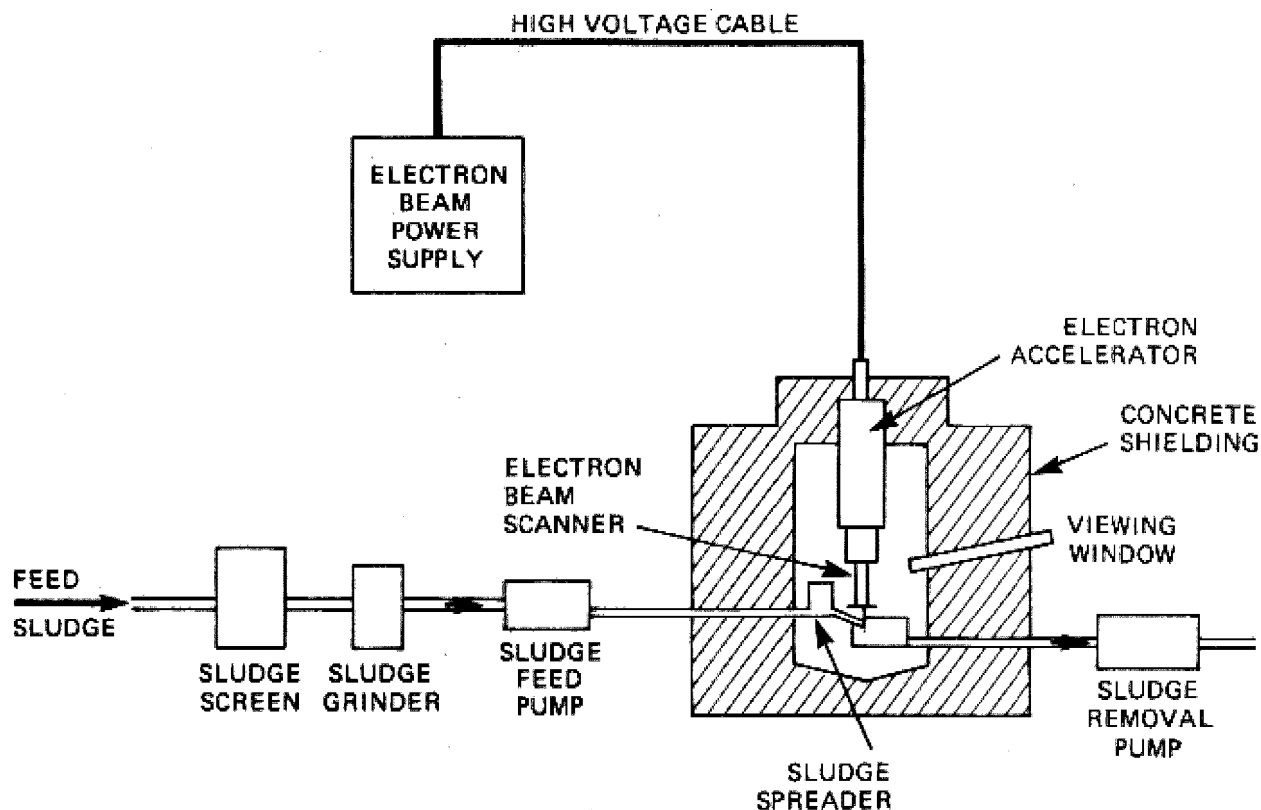 HIGH VOLTAGE CABLE
ELECTRON
BEAM
POWER
SUPPLY
ELECTRON
ACCELERATOR
CONCRETE
SHIELDING
ELECTRON
BEAM
SCANNER
VIEWING
WINDOW
FEED
SLUDGE
SLUDGE
SCREEN
SLUDGE
GRINDER
SLUDGE
FEED
PUMP
SLUDGE
REMOVAL
PUMP
SLUDGE
SPREADER